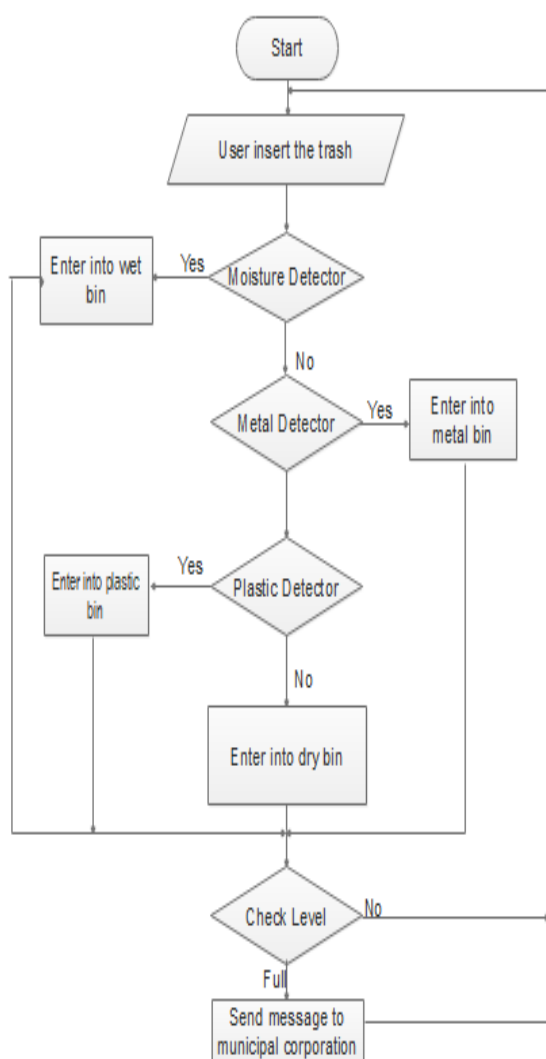 Start
User insert the trash
Enter into wet
bin
Yes
Moisture Detector
No
Metal Detector
Yes
Enter into
metal bin
Enter into plastic
bin
Yes
Plastic Detector
No
Enter into dry bin
Check Level
No
Full
Send message to
municipal corporation